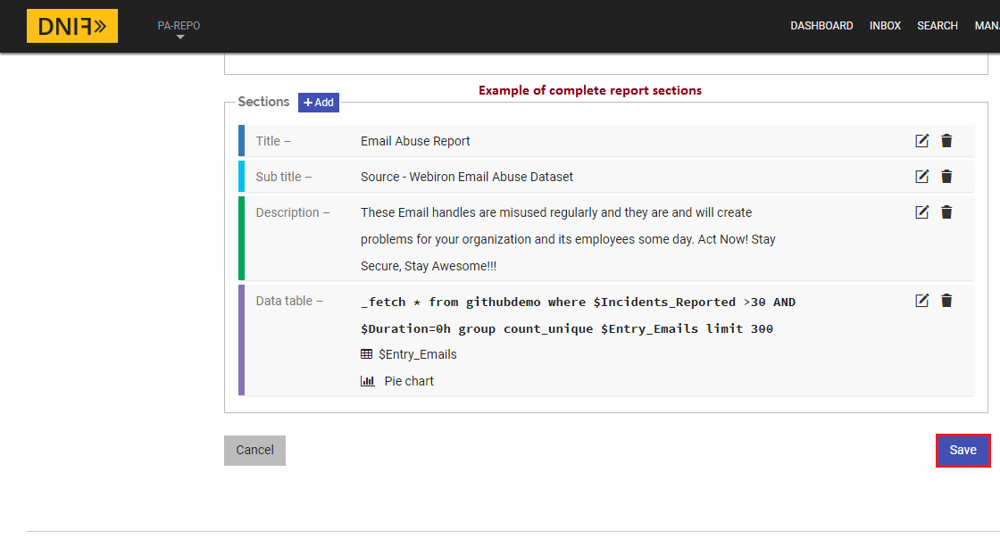 DNIF»
PA-REPO
DASHBOARD INBOX SEARCH MANA
Example of complete report sections
Sections + Add
Title – Email Abuse Report
Sub title – Source - Webiron Email Abuse Dataset
Description – These Email handles are misused regularly and they are and will create
problems for your organization and its employees some day. Act Now! Stay
Secure, Stay Awesome!!!
Data table – _fetch * from githubdemo where $Incidents_Reported >30 AND
$Duration=0h group count_unique $Entry_Emails limit 300
$Entry_Emails
Pie chart
Cancel Save